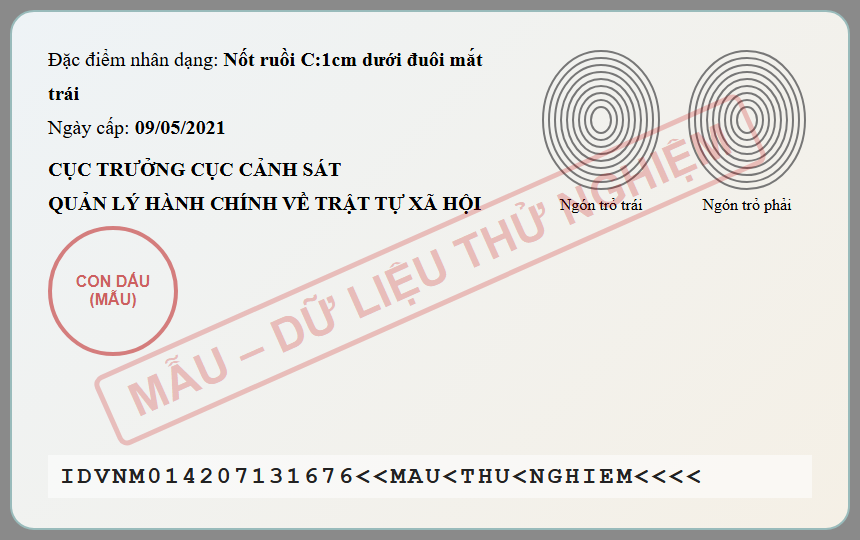 Đặc điểm nhân dạng: Nốt ruồi C:1cm dưới đuôi mắt
trái
Ngày cấp: 09/05/2021
CỤC TRƯỞNG CỤC CẢNH SÁT
QUẢN LÝ HÀNH CHÍNH VỀ TRẬT TỰ XÃ HỘI
Ngón trỏ trái
Ngón trỏ phải
CON DẤU
(MẪU)
MẪU – DỮ LIỆU THỬ NGHIỆM
IDVNM014207131676<<MAU<THU<NGHIEM<<<<